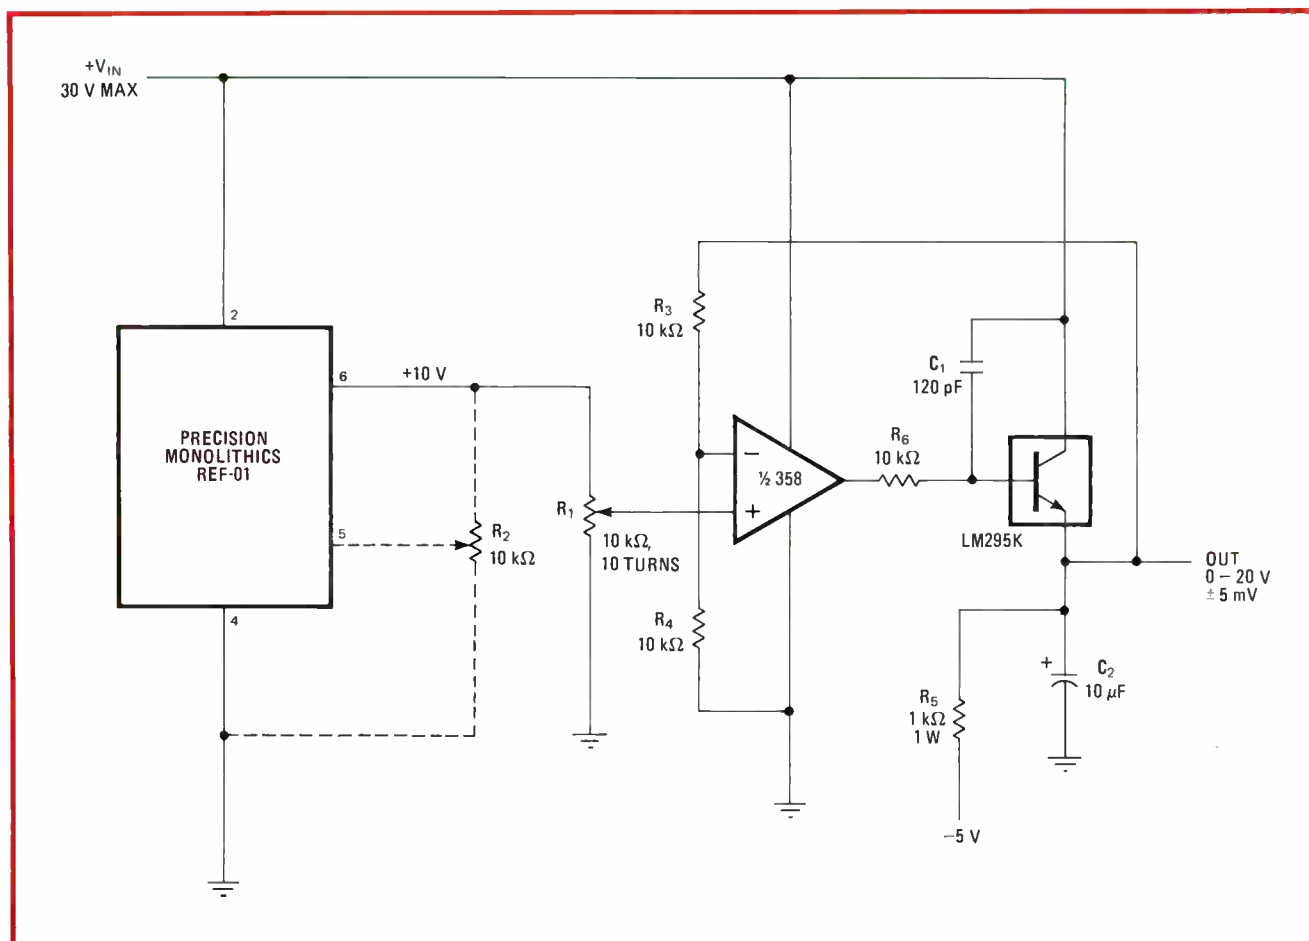 +VIN
30 V MAX
2
6
+10 V
PRECISION
MONOLITHICS
REF-01
5
4
R2
10 kΩ
R1
10 kΩ,
10 TURNS
R3
10 kΩ
−
½ 358
+
R4
10 kΩ
R6
10 kΩ
C1
120 pF
LM295K
OUT
0 – 20 V
± 5 mV
R5
1 kΩ
1 W
−5 V
+
C2
10 μF